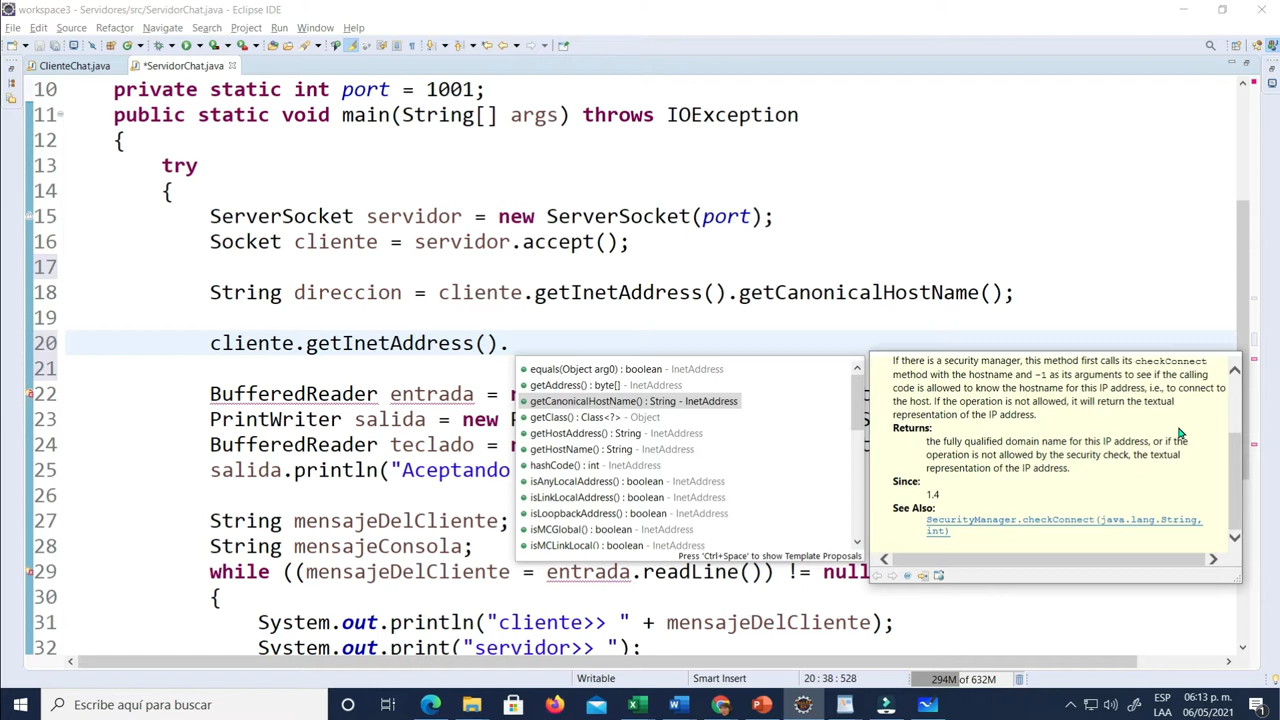 workspace3 - Servidores/src/ServidorChat.java - Eclipse IDE
File Edit Source Refactor Navigate Search Project Run Window Help
ClienteChat.java *ServidorChat.java
10 private static int port = 1001;
11 public static void main(String[] args) throws IOException
12 {
13 try
14 {
15 ServerSocket servidor = new ServerSocket(port);
16 Socket cliente = servidor.accept();
17
18 String direccion = cliente.getInetAddress().getCanonicalHostName();
19
20 cliente.getInetAddress().
21
22 BufferedReader entrada = n
23 PrintWriter salida = new P
24 BufferedReader teclado = n
25 salida.println("Aceptando
26
27 String mensajeDelCliente;
28 String mensajeConsola;
29 while ((mensajeDelCliente = entrada.readLine()) != null
30 {
31 System.out.println("cliente>> " + mensajeDelCliente);
32 System.out.print("servidor>> ");
equals(Object arg0) : boolean - InetAddress
getAddress() : byte[] - InetAddress
getCanonicalHostName() : String - InetAddress
getClass() : Class<?> - Object
getHostAddress() : String - InetAddress
getHostName() : String - InetAddress
hashCode() : int - InetAddress
isAnyLocalAddress() : boolean - InetAddress
isLinkLocalAddress() : boolean - InetAddress
isLoopbackAddress() : boolean - InetAddress
isMCGlobal() : boolean - InetAddress
isMCLinkLocal() : boolean - InetAddress
Press 'Ctrl+Space' to show Template Proposals
If there is a security manager, this method first calls its checkConnect
method with the hostname and -1 as its arguments to see if the calling
code is allowed to know the hostname for this IP address, i.e., to connect to
the host. If the operation is not allowed, it will return the textual
representation of the IP address.
Returns:
the fully qualified domain name for this IP address, or if the
operation is not allowed by the security check, the textual
representation of the IP address.
Since:
1.4
See Also:
SecurityManager.checkConnect(java.lang.String,
int)
Writable Smart Insert 20 : 38 : 528 294M of 632M
Escribe aquí para buscar
ESP 06:13 p. m.
LAA 06/05/2021
1